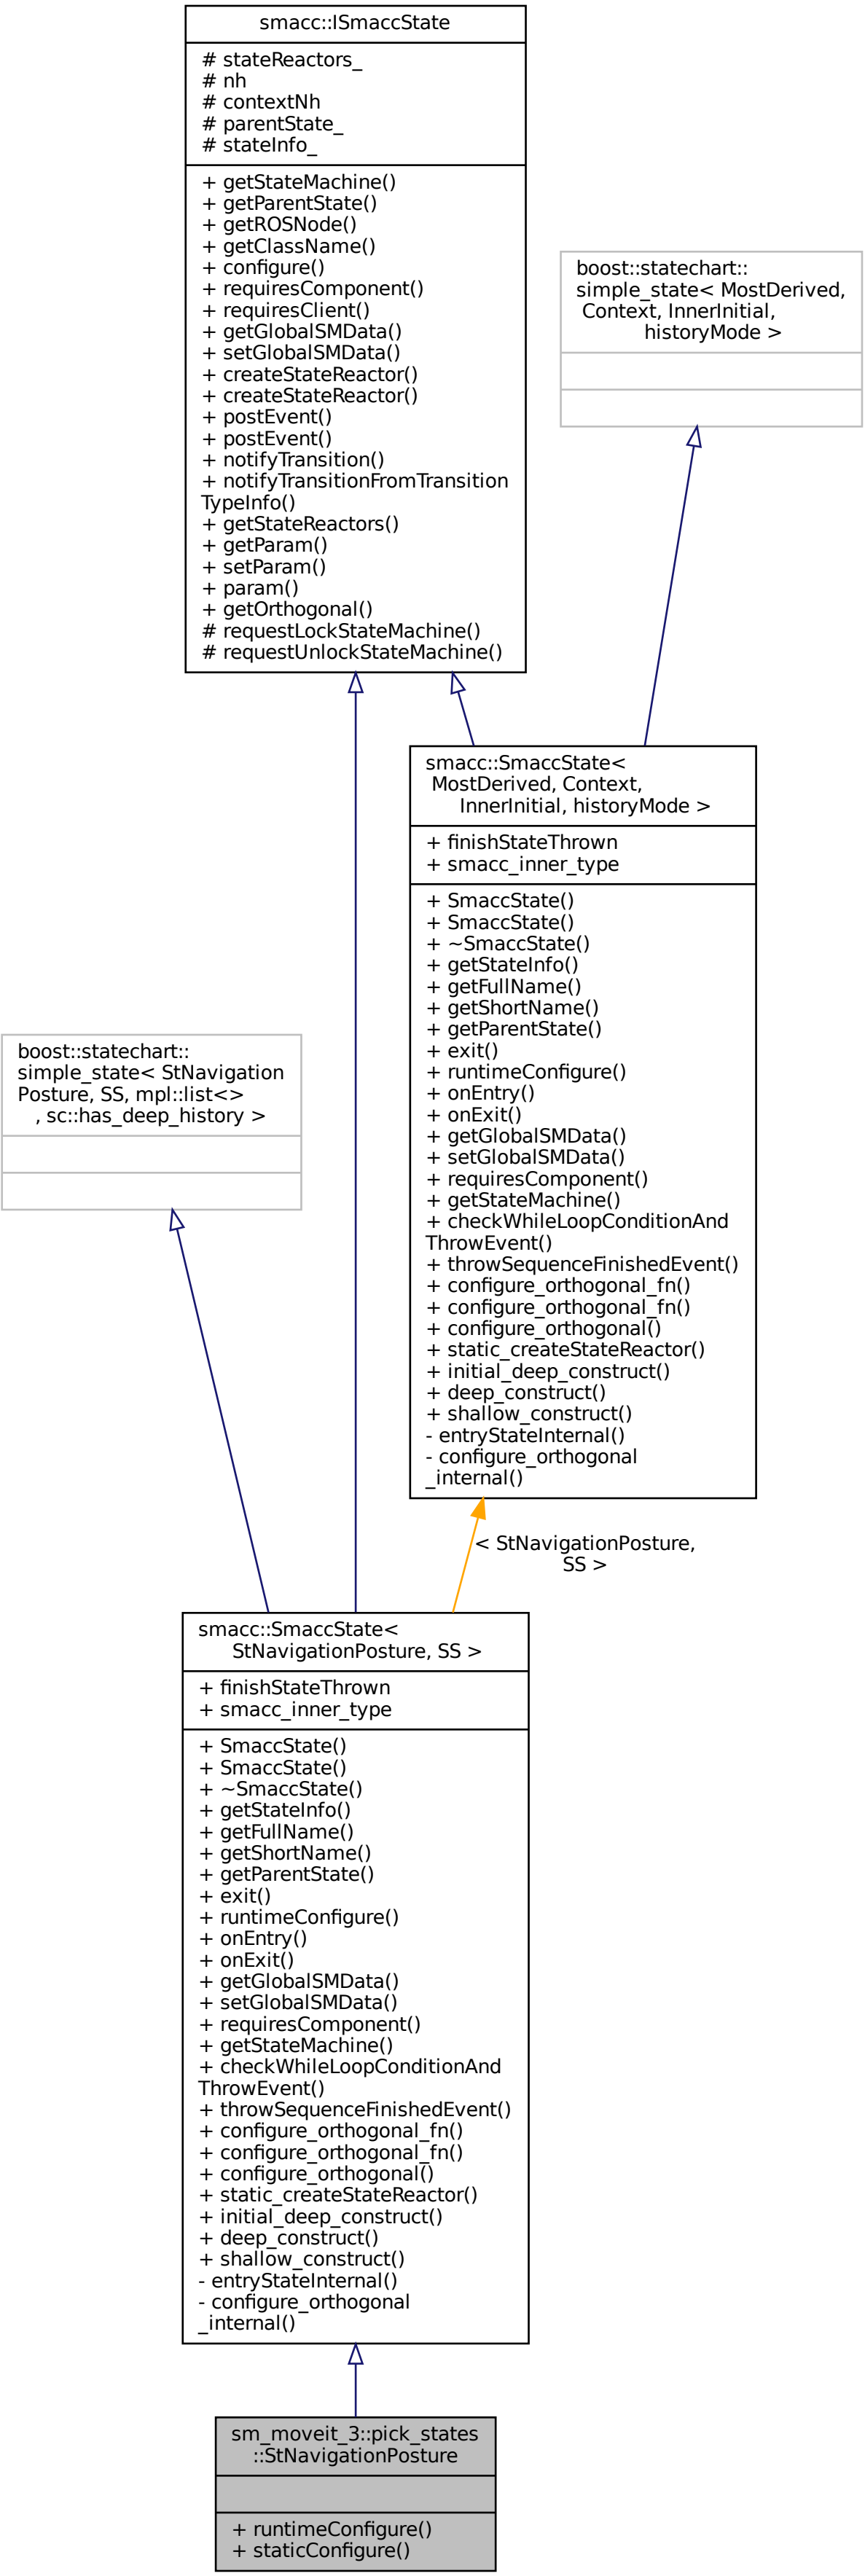 smacc::ISmaccState
# stateReactors_
# nh
# contextNh
# parentState_
# stateInfo_
+ getStateMachine()
+ getParentState()
+ getROSNode()
+ getClassName()
+ configure()
+ requiresComponent()
+ requiresClient()
+ getGlobalSMData()
+ setGlobalSMData()
+ createStateReactor()
+ createStateReactor()
+ postEvent()
+ postEvent()
+ notifyTransition()
+ notifyTransitionFromTransition
TypeInfo()
+ getStateReactors()
+ getParam()
+ setParam()
+ param()
+ getOrthogonal()
# requestLockStateMachine()
# requestUnlockStateMachine()
boost::statechart::
simple_state< MostDerived,
Context, InnerInitial,
historyMode >
smacc::SmaccState<
MostDerived, Context,
InnerInitial, historyMode >
+ finishStateThrown
+ smacc_inner_type
+ SmaccState()
+ SmaccState()
+ ~SmaccState()
+ getStateInfo()
+ getFullName()
+ getShortName()
+ getParentState()
+ exit()
+ runtimeConfigure()
+ onEntry()
+ onExit()
+ getGlobalSMData()
+ setGlobalSMData()
+ requiresComponent()
+ getStateMachine()
+ checkWhileLoopConditionAnd
ThrowEvent()
+ throwSequenceFinishedEvent()
+ configure_orthogonal_fn()
+ configure_orthogonal_fn()
+ configure_orthogonal()
+ static_createStateReactor()
+ initial_deep_construct()
+ deep_construct()
+ shallow_construct()
- entryStateInternal()
- configure_orthogonal
_internal()
boost::statechart::
simple_state< StNavigation
Posture, SS, mpl::list<>
, sc::has_deep_history >
< StNavigationPosture,
SS >
smacc::SmaccState<
StNavigationPosture, SS >
+ finishStateThrown
+ smacc_inner_type
+ SmaccState()
+ SmaccState()
+ ~SmaccState()
+ getStateInfo()
+ getFullName()
+ getShortName()
+ getParentState()
+ exit()
+ runtimeConfigure()
+ onEntry()
+ onExit()
+ getGlobalSMData()
+ setGlobalSMData()
+ requiresComponent()
+ getStateMachine()
+ checkWhileLoopConditionAnd
ThrowEvent()
+ throwSequenceFinishedEvent()
+ configure_orthogonal_fn()
+ configure_orthogonal_fn()
+ configure_orthogonal()
+ static_createStateReactor()
+ initial_deep_construct()
+ deep_construct()
+ shallow_construct()
- entryStateInternal()
- configure_orthogonal
_internal()
sm_moveit_3::pick_states
::StNavigationPosture
+ runtimeConfigure()
+ staticConfigure()